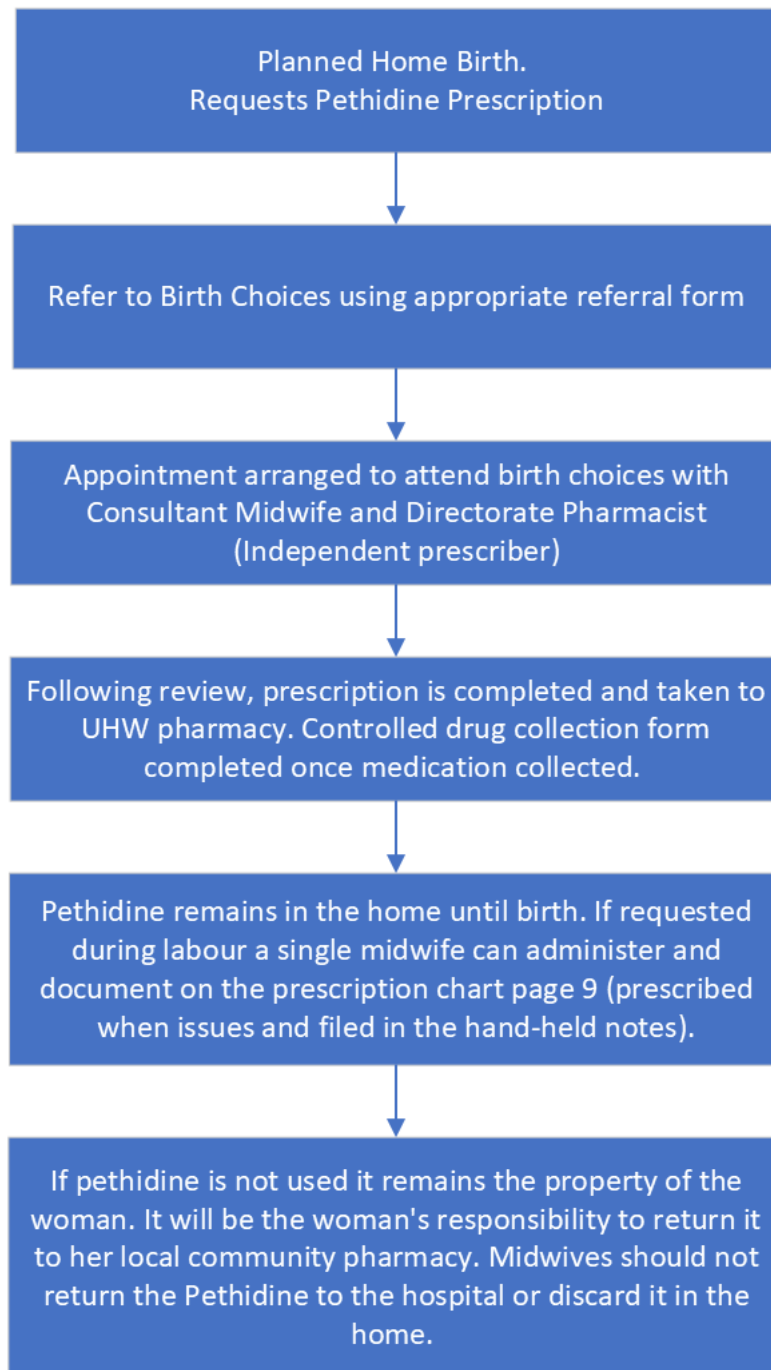 Planned Home Birth.
Requests Pethidine Prescription
Refer to Birth Choices using appropriate referral form
Appointment arranged to attend birth choices with
Consultant Midwife and Directorate Pharmacist
(Independent prescriber)
Following review, prescription is completed and taken to
UHW pharmacy. Controlled drug collection form
completed once medication collected.
Pethidine remains in the home until birth. If requested
during labour a single midwife can administer and
document on the prescription chart page 9 (prescribed
when issues and filed in the hand-held notes).
If pethidine is not used it remains the property of the
woman. It will be the woman's responsibility to return it
to her local community pharmacy. Midwives should not
return the Pethidine to the hospital or discard it in the
home.